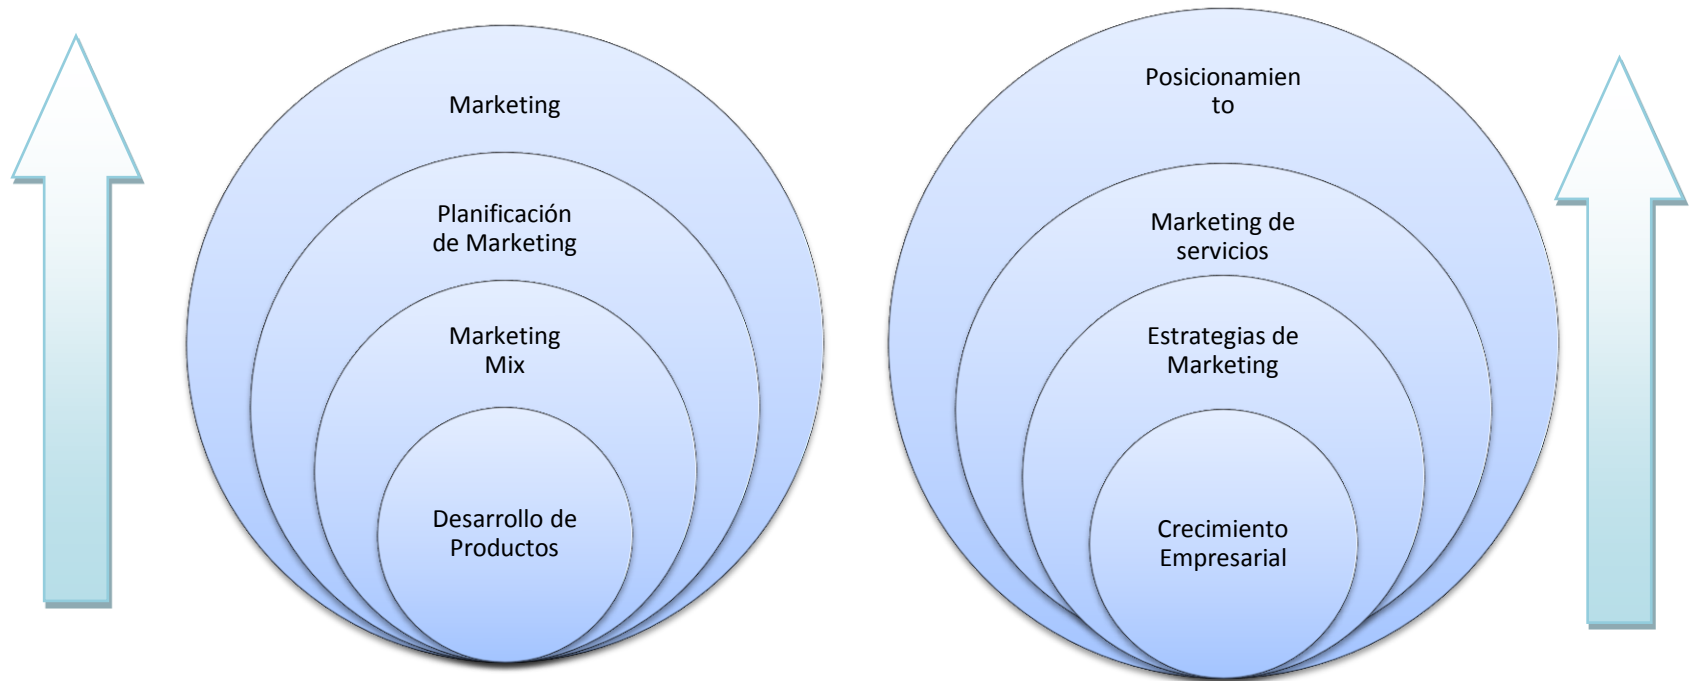 Marketing
Planificación
de Marketing
Marketing
Mix
Desarrollo de
Productos
Posicionamien
to
Marketing de
servicios
Estrategias de
Marketing
Crecimiento
Empresarial